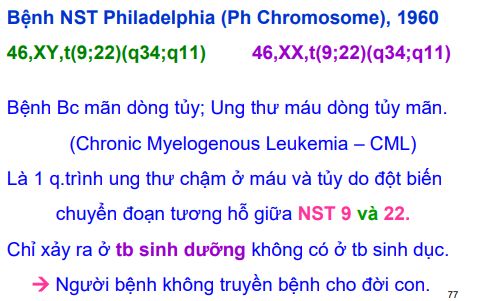 Bệnh NST Philadelphia (Ph Chromosome), 1960
46,XY,t(9;22)(q34;q11) 46,XX,t(9;22)(q34;q11)
Bệnh Bc mãn dòng tủy; Ung thư máu dòng tủy mãn.
(Chronic Myelogenous Leukemia – CML)
Là 1 q.trình ung thư chậm ở máu và tủy do đột biến
chuyển đoạn tương hỗ giữa NST 9 và 22.
Chỉ xảy ra ở tb sinh dưỡng không có ở tb sinh dục.
→ Người bệnh không truyền bệnh cho đời con.
77